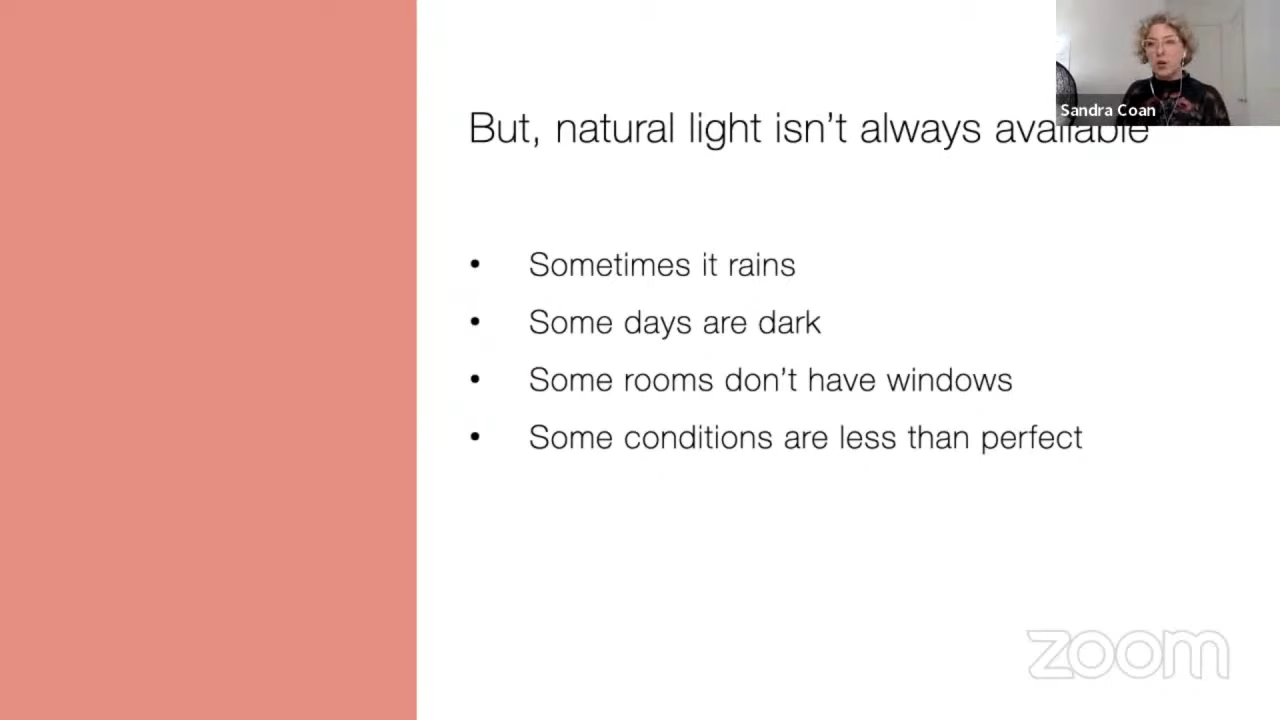 Sandra Coan
But, natural light isn’t always available
• Sometimes it rains
• Some days are dark
• Some rooms don’t have windows
• Some conditions are less than perfect
zoom